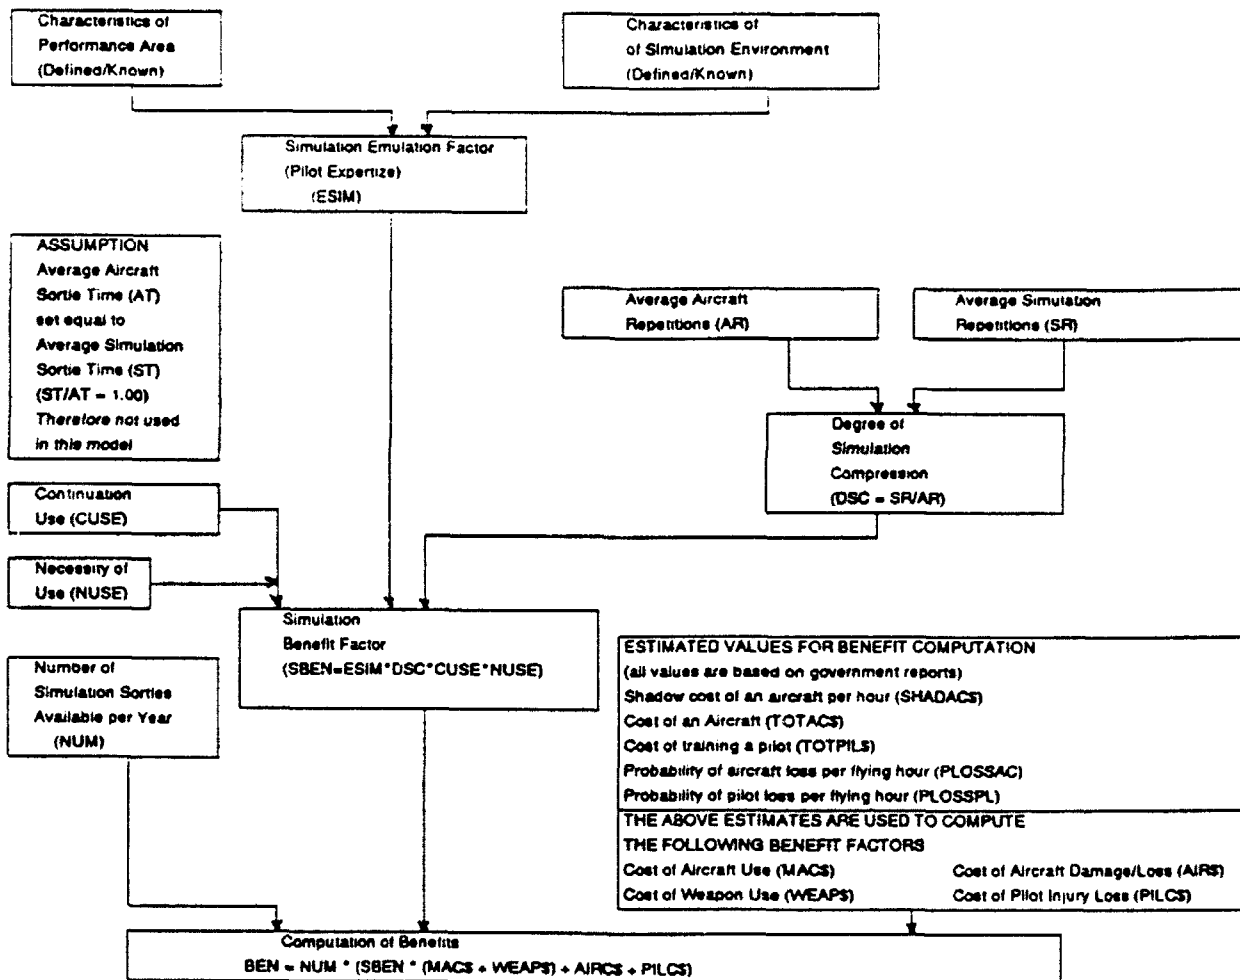 Characteristics of
Performance Area
(Defined/Known)
Characteristics of
of Simulation Environment
(Defined/Known)
Simulation Emulation Factor
(Pilot Expertize)
(ESIM)
ASSUMPTION
Average Aircraft
Sortie Time (AT)
set equal to
Average Simulation
Sortie Time (ST)
(ST/AT = 1.00)
Therefore not used
in this model
Average Aircraft
Repetitions (AR)
Average Simulation
Repetitions (SR)
Degree of
Simulation
Compression
(DSC = SR/AR)
Continuation
Use (CUSE)
Necessity of
Use (NUSE)
Simulation
Benefit Factor
(SBEN=ESIM*DSC*CUSE*NUSE)
Number of
Simulation Sorties
Available per Year
(NUM)
ESTIMATED VALUES FOR BENEFIT COMPUTATION
(all values are based on government reports)
Shadow cost of an aircraft per hour (SHADAC$)
Cost of an Aircraft (TOTAC$)
Cost of training a pilot (TOTPIL$)
Probability of aircraft loss per flying hour (PLOSSAC)
Probability of pilot loss per flying hour (PLOSSPL)
THE ABOVE ESTIMATES ARE USED TO COMPUTE
THE FOLLOWING BENEFIT FACTORS
Cost of Aircraft Use (MAC$) Cost of Aircraft Damage/Loss (AIR$)
Cost of Weapon Use (WEAP$) Cost of Pilot Injury Loss (PILC$)
Computation of Benefits
BEN = NUM * (SBEN * (MAC$ + WEAP$) + AIRC$ + PILC$)